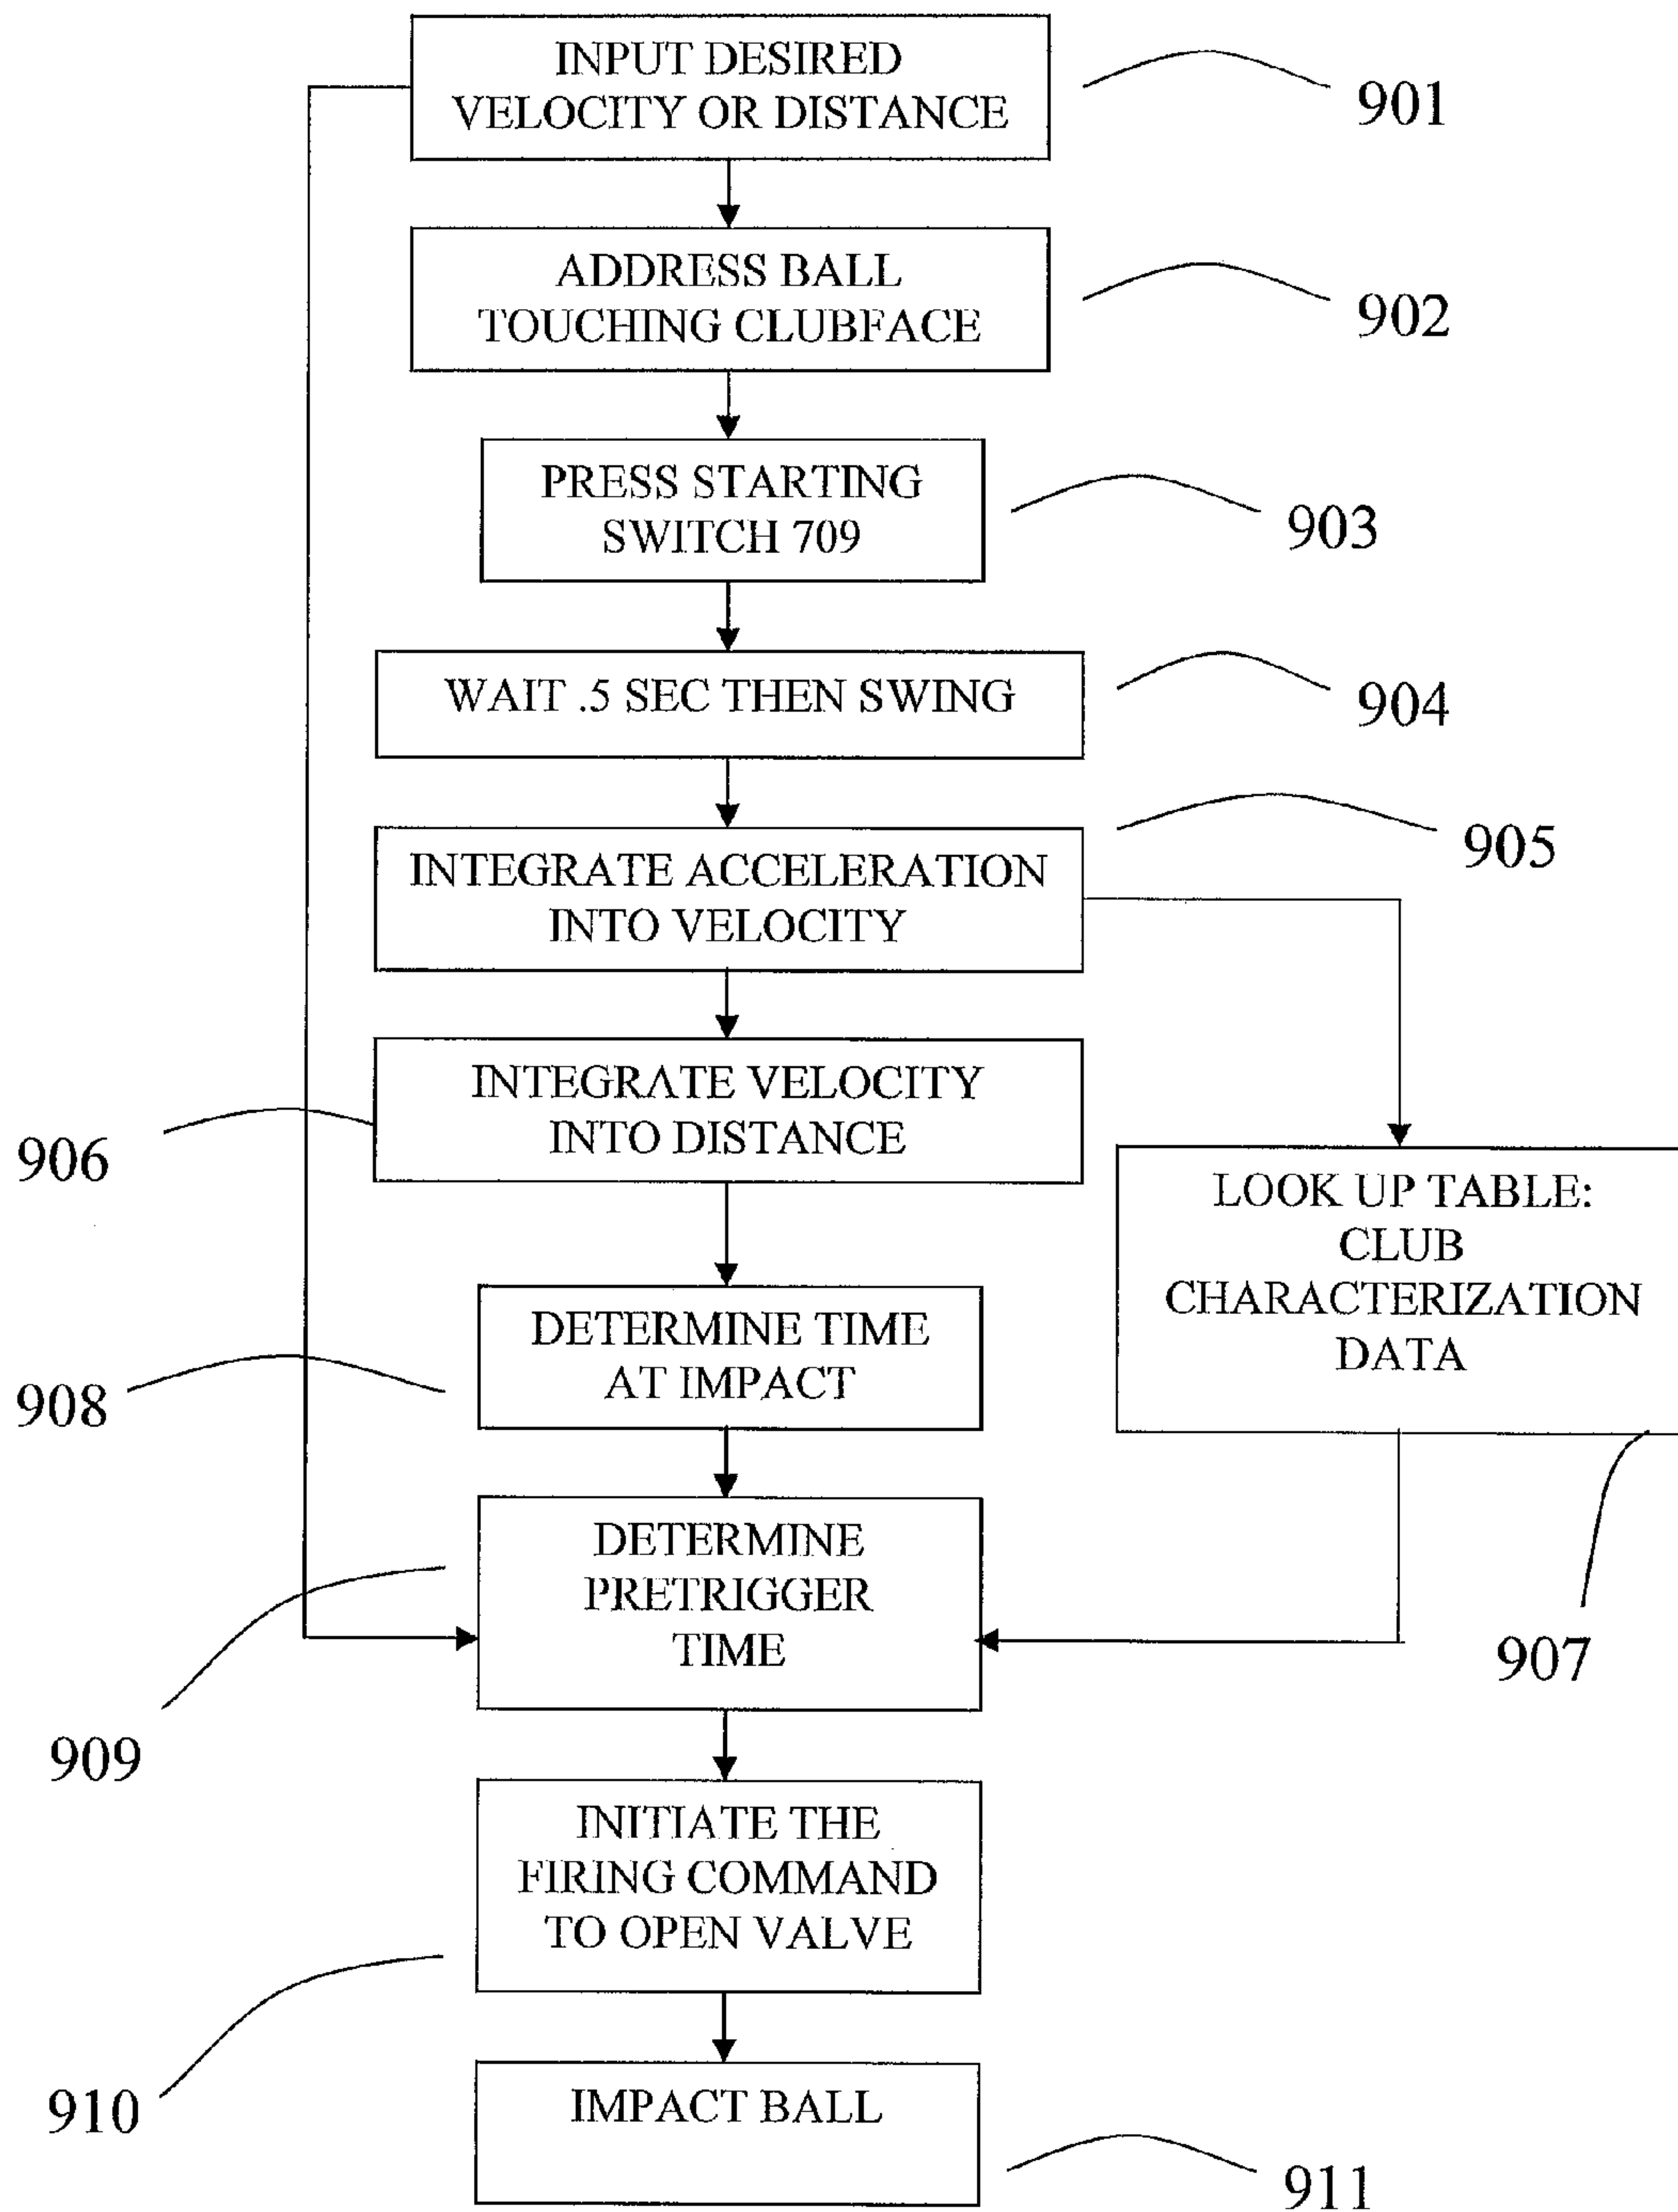 INPUT DESIRED
VELOCITY OR DISTANCE
901
ADDRESS BALL
TOUCHING CLUBFACE
902
PRESS STARTING
SWITCH 709
903
WAIT .5 SEC THEN SWING
904
INTEGRATE ACCELERATION
INTO VELOCITY
905
INTEGRATE VELOCITY
INTO DISTANCE
906
LOOK UP TABLE:
CLUB
CHARACTERIZATION
DATA
907
DETERMINE TIME
AT IMPACT
908
DETERMINE
PRETRIGGER
TIME
909
INITIATE THE
FIRING COMMAND
TO OPEN VALVE
910
IMPACT BALL
911